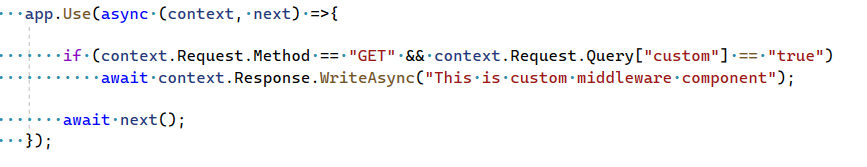 app.Use(async (context, next) =>{
if (context.Request.Method == "GET" && context.Request.Query["custom"] == "true")
await context.Response.WriteAsync("This is custom middleware component");
await next();
});